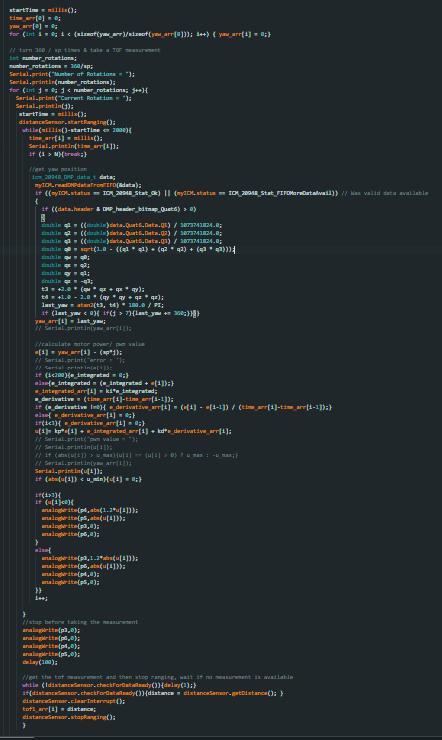 startTime = millis();
time_arr[0] = 0;
yaw_arr[0] = 0;
for (int i = 0; i < (sizeof(yaw_arr)/sizeof(yaw_arr[0])); i++) { yaw_arr[i] = 0;}
// turn 360 / sp times & take a TOF measurement
int number_rotations;
number_rotations = 360/sp;
Serial.print("Number of Rotations = ");
Serial.println(number_rotations);
for (int j = 0; j < number_rotations; j++){
Serial.print("Current Rotation = ");
Serial.println(j);
startTime = millis();
distanceSensor.startRanging();
while(millis()-startTime <= 2000){
time_arr[i] = millis();
Serial.println(time_arr[i]);
if (i > N){break;}
//get yaw position
icm_20948_DMP_data_t data;
myICM.readDMPdataFromFIFO(&data);
if ((myICM.status == ICM_20948_Stat_Ok) || (myICM.status == ICM_20948_Stat_FIFOMoreDataAvail)) // Was valid data available
{
if ((data.header & DMP_header_bitmap_Quat6) > 0)
{
double q1 = ((double)data.Quat6.Data.Q1) / 1073741824.0;
double q2 = ((double)data.Quat6.Data.Q2) / 1073741824.0;
double q3 = ((double)data.Quat6.Data.Q3) / 1073741824.0;
double q0 = sqrt(1.0 - ((q1 * q1) + (q2 * q2) + (q3 * q3)));
double qw = q0;
double qx = q2;
double qy = q1;
double qz = -q3;
t3 = +2.0 * (qw * qz + qx * qy);
t4 = +1.0 - 2.0 * (qy * qy + qz * qz);
last_yaw = atan2(t3, t4) * 180.0 / PI;
if (last_yaw < 0){ if(j > 7){last_yaw += 360;}}}}
yaw_arr[i] = last_yaw;
// Serial.println(yaw_arr[i]);
//calculate motor power/ pwm value
e[i] = yaw_arr[i] - (sp*j);
// Serial.print("error = ");
// Serial.println(e[i]);
if (i<200){e_integrated = 0;}
else{e_integrated = (e_integrated + e[i]);}
e_integrated_arr[i] = ki*e_integrated;
e_derivative = (time_arr[i]-time_arr[i-1]);
if (e_derivative !=0){ e_derivative_arr[i] = (e[i] - e[i-1]) / (time_arr[i]-time_arr[i-1]);}
else{ e_derivative_arr[i] = 0;}
if(i<3){ e_derivative_arr[i] = 0;}
u[i]= kp*e[i] + e_integrated_arr[i] + kd*e_derivative_arr[i];
// Serial.print("pwm value = ");
// Serial.println(u[i]);
// if (abs(u[i]) > u_max){u[i] == (u[i] > 0) ? u_max : -u_max;}
// Serial.println(yaw_arr[i]);
Serial.println(u[i]);
if (abs(u[i]) < u_min){u[i] = 0;}
if(i>3){
if (u[i]<0){
analogWrite(p4,abs(1.2*u[i]));
analogWrite(p5,abs(u[i]));
analogWrite(p3,0);
analogWrite(p6,0);
}
else{
analogWrite(p3,1.2*abs(u[i]));
analogWrite(p6,abs(u[i]));
analogWrite(p4,0);
analogWrite(p5,0);
}}
i++;
}
//stop before taking the measurement
analogWrite(p3,0);
analogWrite(p6,0);
analogWrite(p4,0);
analogWrite(p5,0);
delay(100);
//get the tof measurement and then stop ranging, wait if no measurement is available
while (!distanceSensor.checkForDataReady()){delay(1);}
if(distanceSensor.checkForDataReady()){distance = distanceSensor.getDistance(); }
distanceSensor.clearInterrupt();
tof1_arr[i] = distance;
distanceSensor.stopRanging();
}